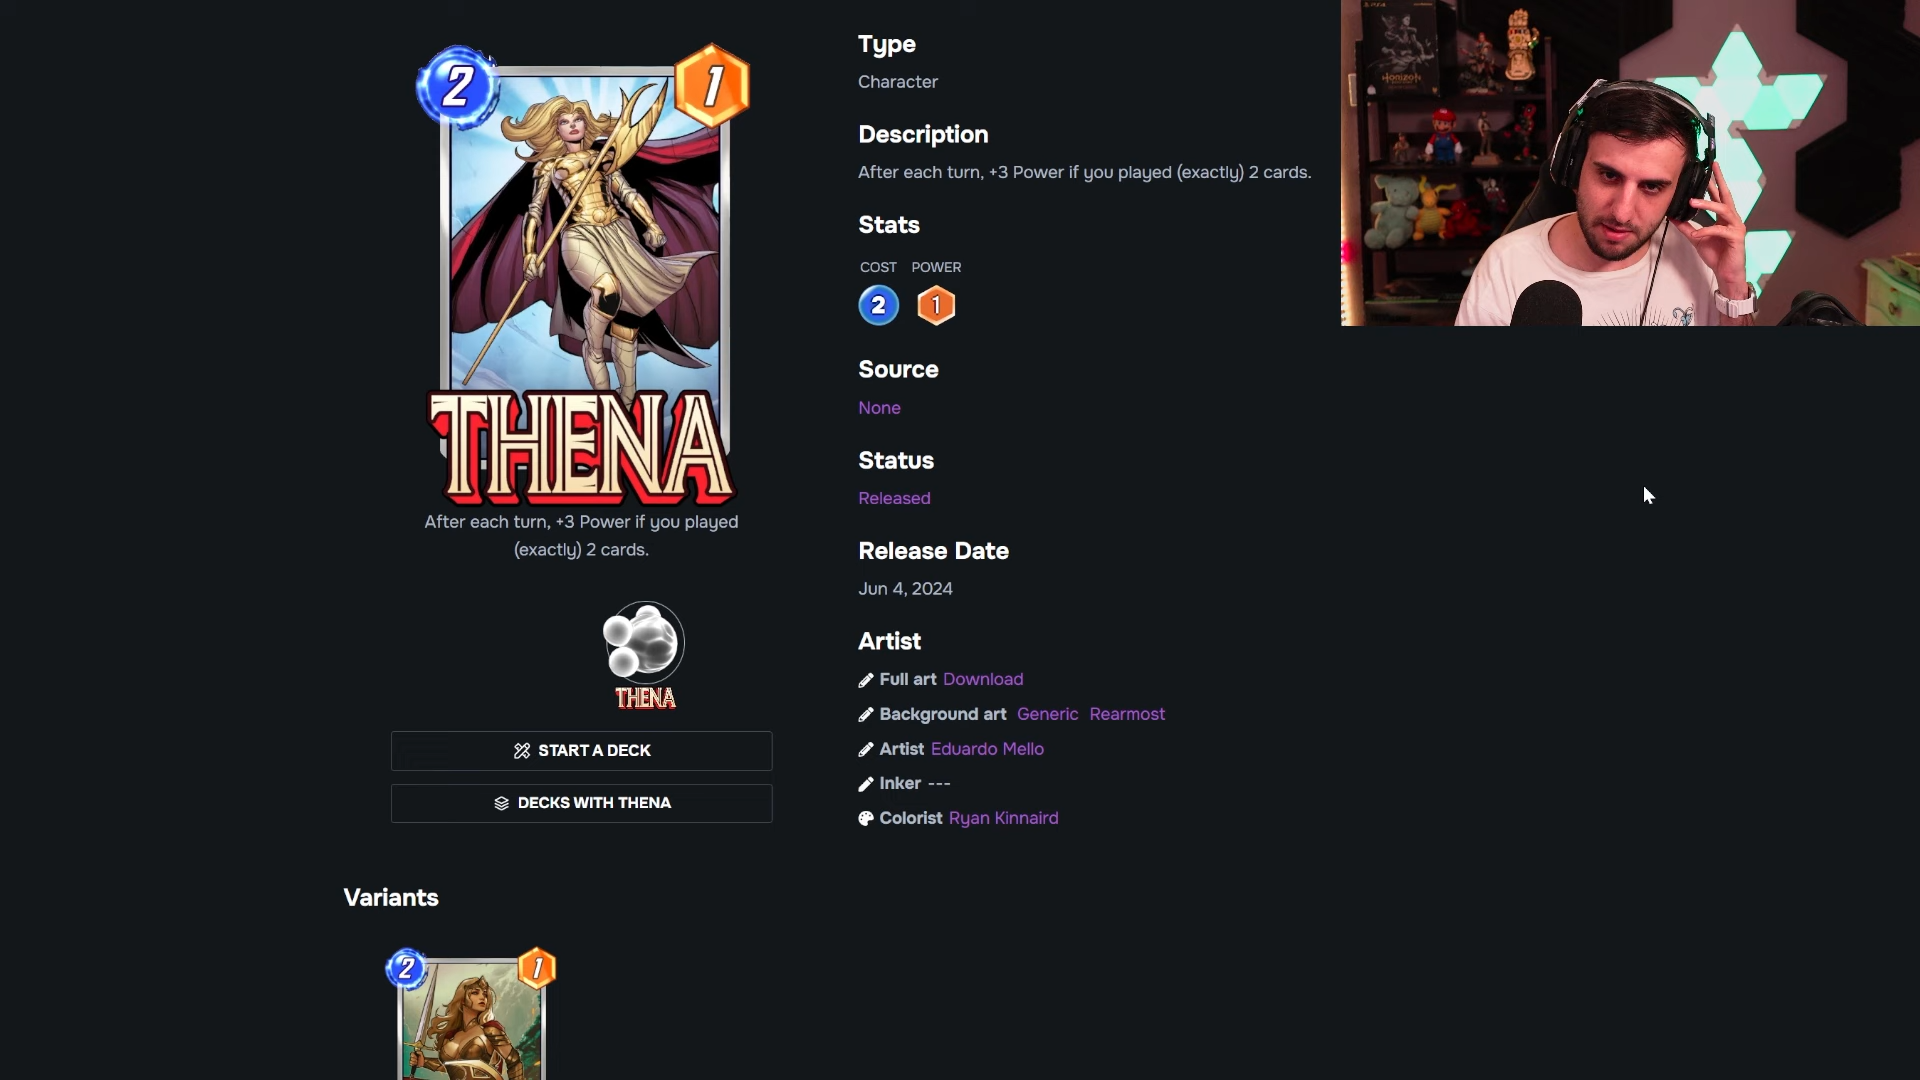 2
1
THENA
After each turn, +3 Power if you played
(exactly) 2 cards.
THENA
START A DECK
DECKS WITH THENA
Type
Character
Description
After each turn, +3 Power if you played (exactly) 2 cards.
Stats
COST POWER
2 1
Source
None
Status
Released
Release Date
Jun 4, 2024
Artist
Full art Download
Background art Generic Rearmost
Artist Eduardo Mello
Inker ---
Colorist Ryan Kinnaird
Variants
2 1
Horizon